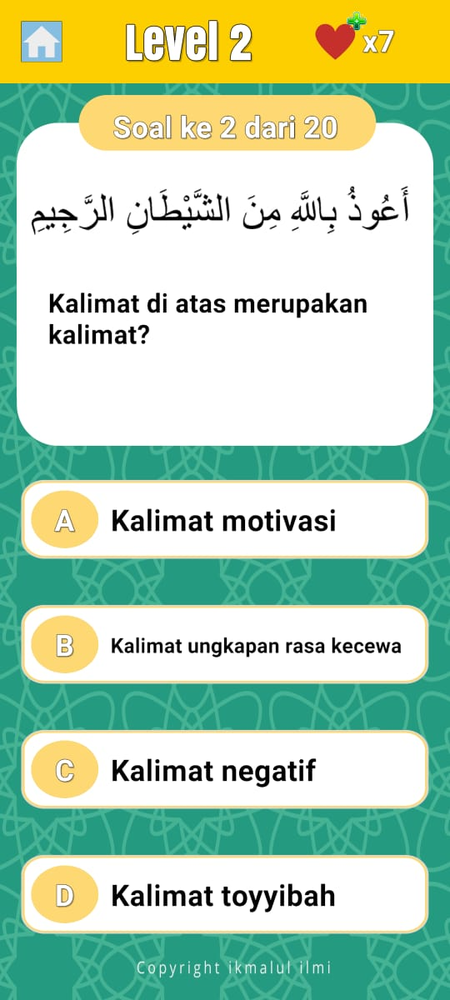 Level 2
x7
Soal ke 2 dari 20
أَعُوذُ بِاللَّهِ مِنَ الشَّيْطَانِ الرَّجِيمِ
Kalimat di atas merupakan
kalimat?
A Kalimat motivasi
B Kalimat ungkapan rasa kecewa
C Kalimat negatif
D Kalimat toyyibah
Copyright ikmalul ilmi